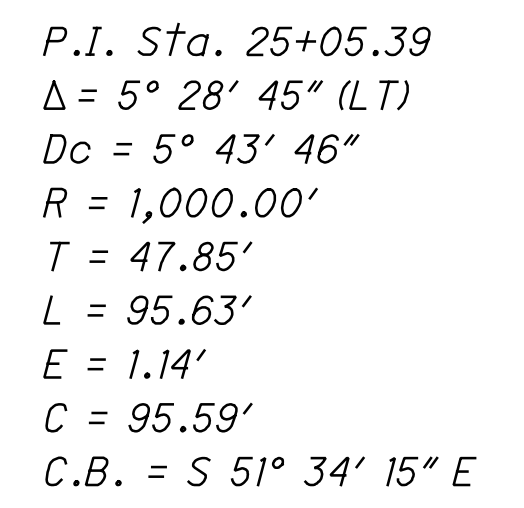 P.I. Sta. 25+05.39
Δ = 5° 28' 45" (LT)
Dc = 5° 43' 46"
R = 1,000.00'
T = 47.85'
L = 95.63'
E = 1.14'
C = 95.59'
C.B. = S 51° 34' 15" E